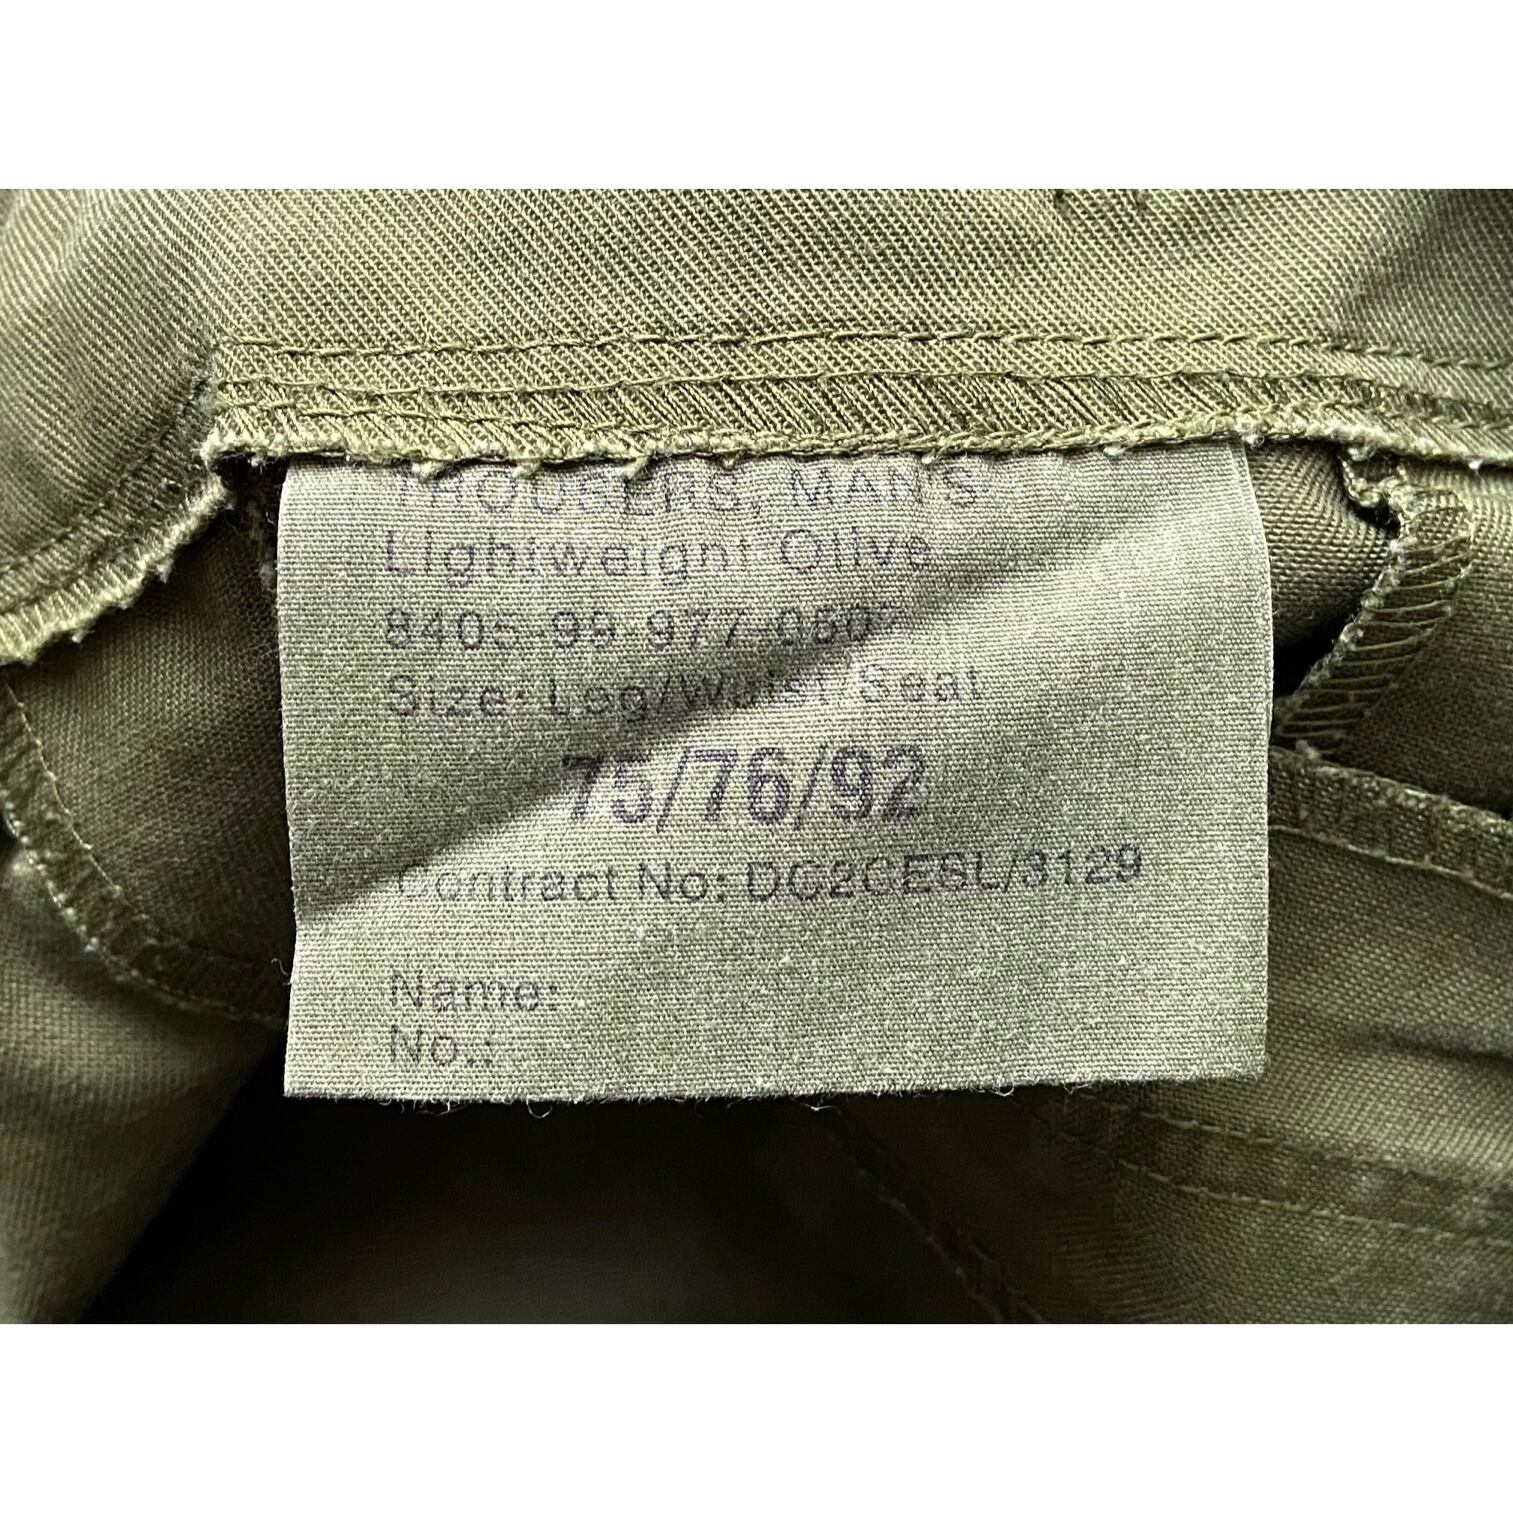 TROUSERS, MAN'S
Lightweight Olive
8405-99-977-0507
Size: Leg/Waist/Seat
75/76/92
Contract No: DC2CESL/3129
Name:
No.: